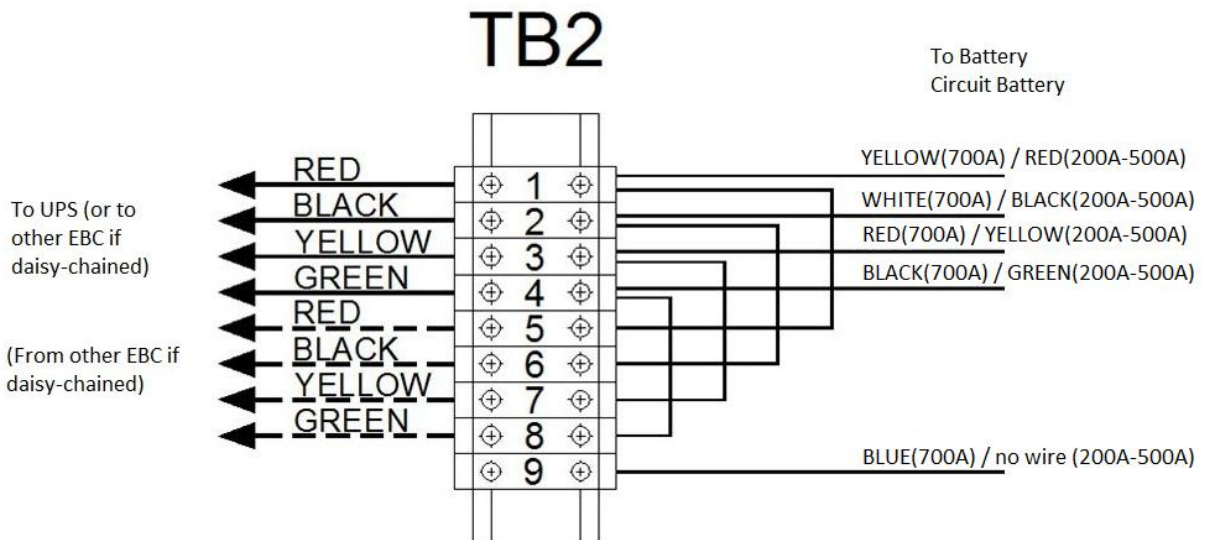 TB2
To Battery
Circuit Battery
To UPS (or to
other EBC if
daisy-chained)
(From other EBC if
daisy-chained)
RED
BLACK
YELLOW
GREEN
RED
BLACK
YELLOW
GREEN
1
2
3
4
5
6
7
8
9
YELLOW(700A) / RED(200A-500A)
WHITE(700A) / BLACK(200A-500A)
RED(700A) / YELLOW(200A-500A)
BLACK(700A) / GREEN(200A-500A)
BLUE(700A) / no wire (200A-500A)